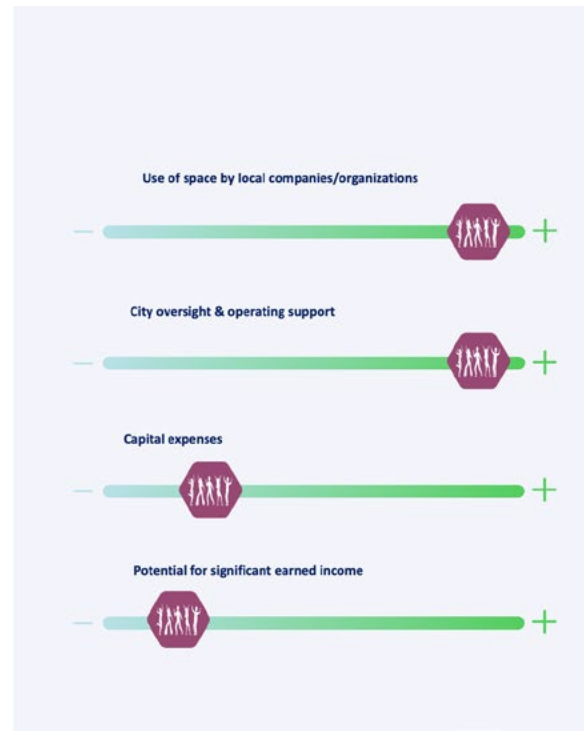 Use of space by local companies/organizations
— +
City oversight & operating support
— +
Capital expenses
— +
Potential for significant earned income
— +